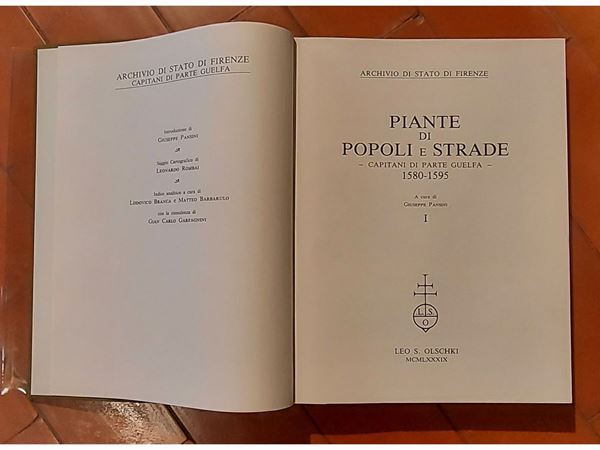 ARCHIVIO DI STATO DI FIRENZE
CAPITANI DI PARTE GUELFA
Introduzione di
GIUSEPPE PANSINI
Saggio Cartografico di
LEONARDO ROMBAI
Indice analitico a cura di
LODOVICO BRANCA e MATTEO BARBARULO
con la consulenza di
GIAN CARLO GARFAGNINI
ARCHIVIO DI STATO DI FIRENZE
PIANTE
DI
POPOLI E STRADE
– CAPITANI DI PARTE GUELFA –
1580-1595
A cura di
GIUSEPPE PANSINI
I
L S
O
LEO S. OLSCHKI
MCMLXXXIX